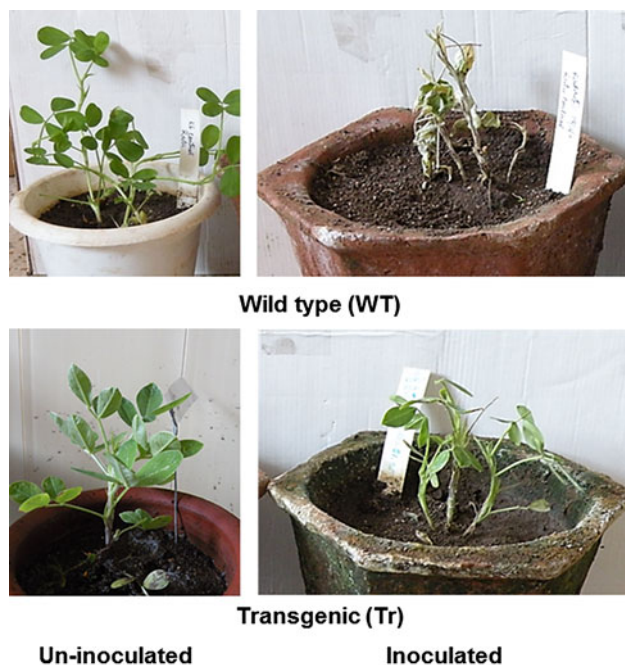 Wild type (WT)
Transgenic (Tr)
Un-inoculated
Inoculated